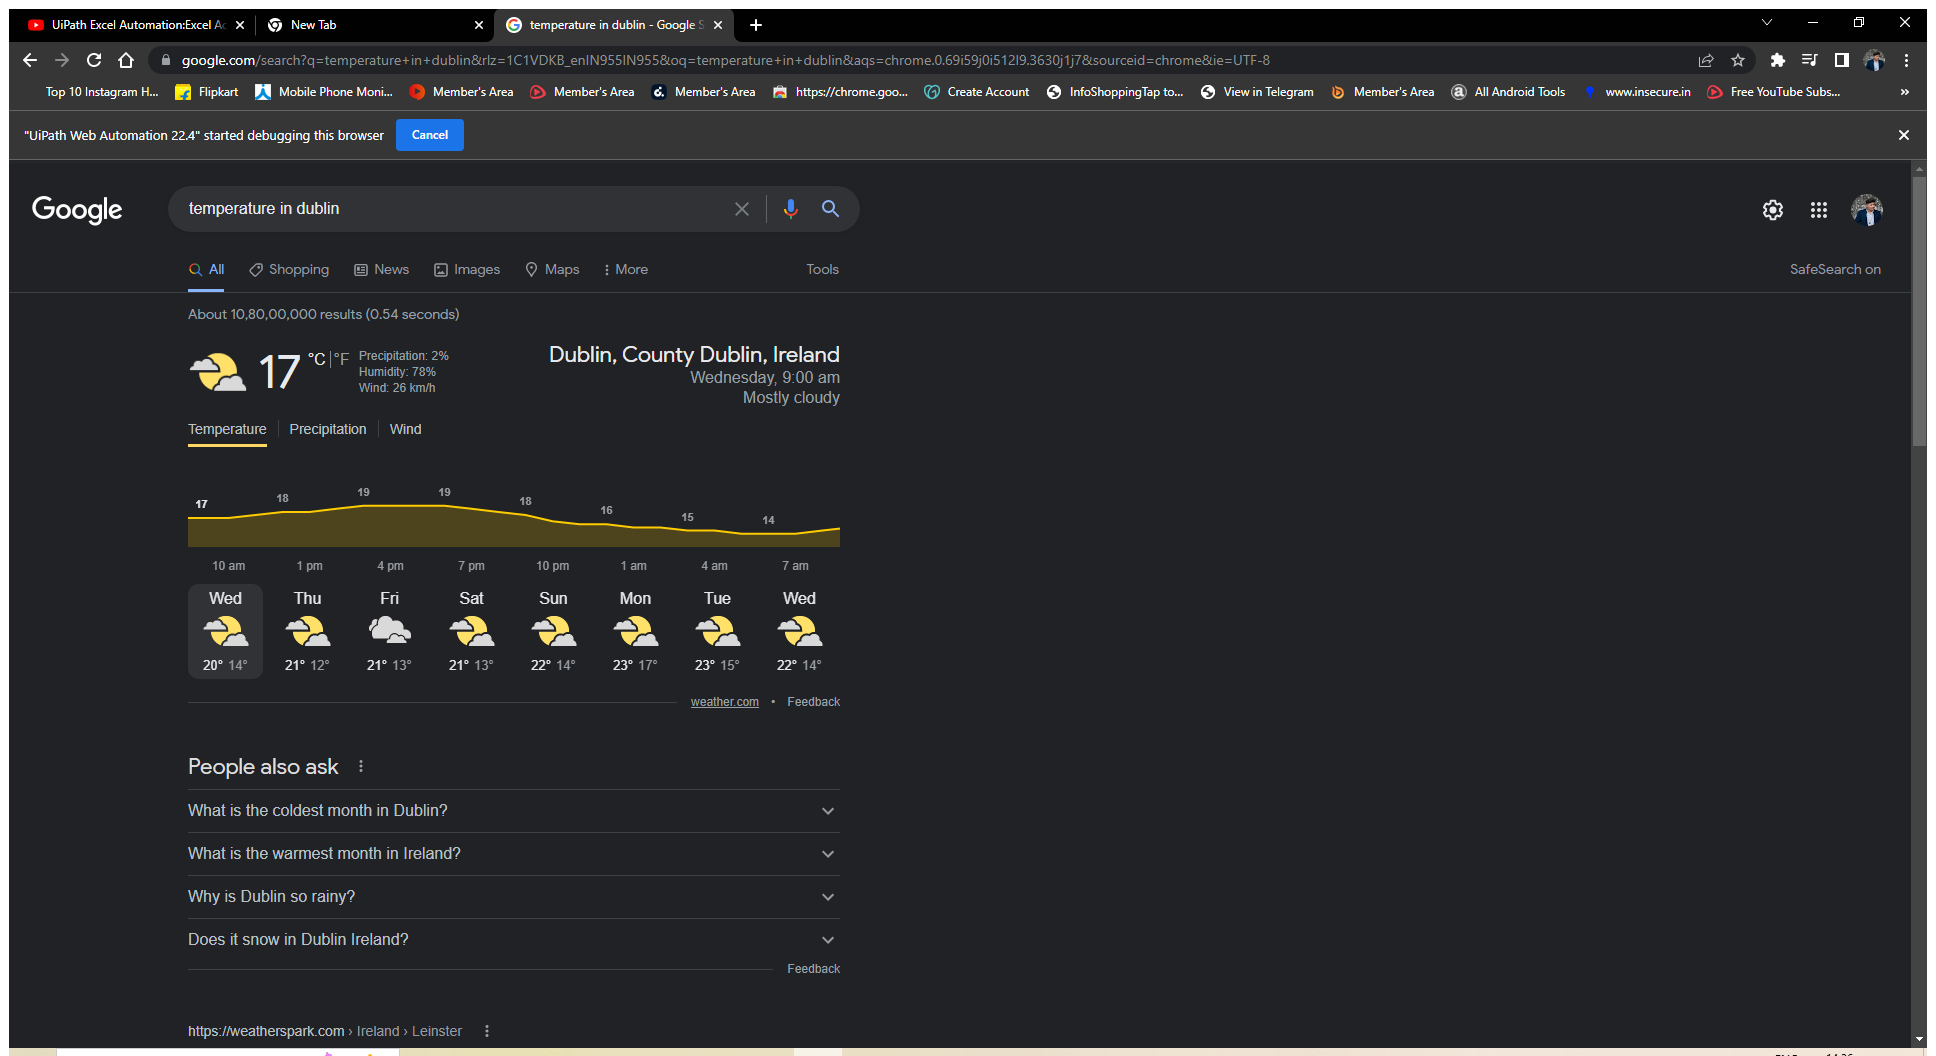 UiPath Excel Automation:Excel Ac
New Tab
temperature in dublin - Google S
google.com/search?q=temperature+in+dublin&rlz=1C1VDKB_enIN955IN955&oq=temperature+in+dublin&aqs=chrome.0.69i59j0i512l9.3630j1j7&sourceid=chrome&ie=UTF-8
Top 10 Instagram H... Flipkart Mobile Phone Moni... Member's Area Member's Area Member's Area https://chrome.goo... Create Account InfoShoppingTap to... View in Telegram Member's Area All Android Tools www.insecure.in Free YouTube Subs... »
"UiPath Web Automation 22.4" started debugging this browser Cancel
Google
temperature in dublin
All Shopping News Images Maps More Tools SafeSearch on
About 10,80,00,000 results (0.54 seconds)
17 °C | °F
Precipitation: 2%
Humidity: 78%
Wind: 26 km/h
Dublin, County Dublin, Ireland
Wednesday, 9:00 am
Mostly cloudy
Temperature Precipitation Wind
17 18 19 19 18 16 15 14
10 am 1 pm 4 pm 7 pm 10 pm 1 am 4 am 7 am
Wed Thu Fri Sat Sun Mon Tue Wed
20° 14° 21° 12° 21° 13° 21° 13° 22° 14° 23° 17° 23° 15° 22° 14°
weather.com • Feedback
People also ask
What is the coldest month in Dublin?
What is the warmest month in Ireland?
Why is Dublin so rainy?
Does it snow in Dublin Ireland?
Feedback
https://weatherspark.com › Ireland › Leinster